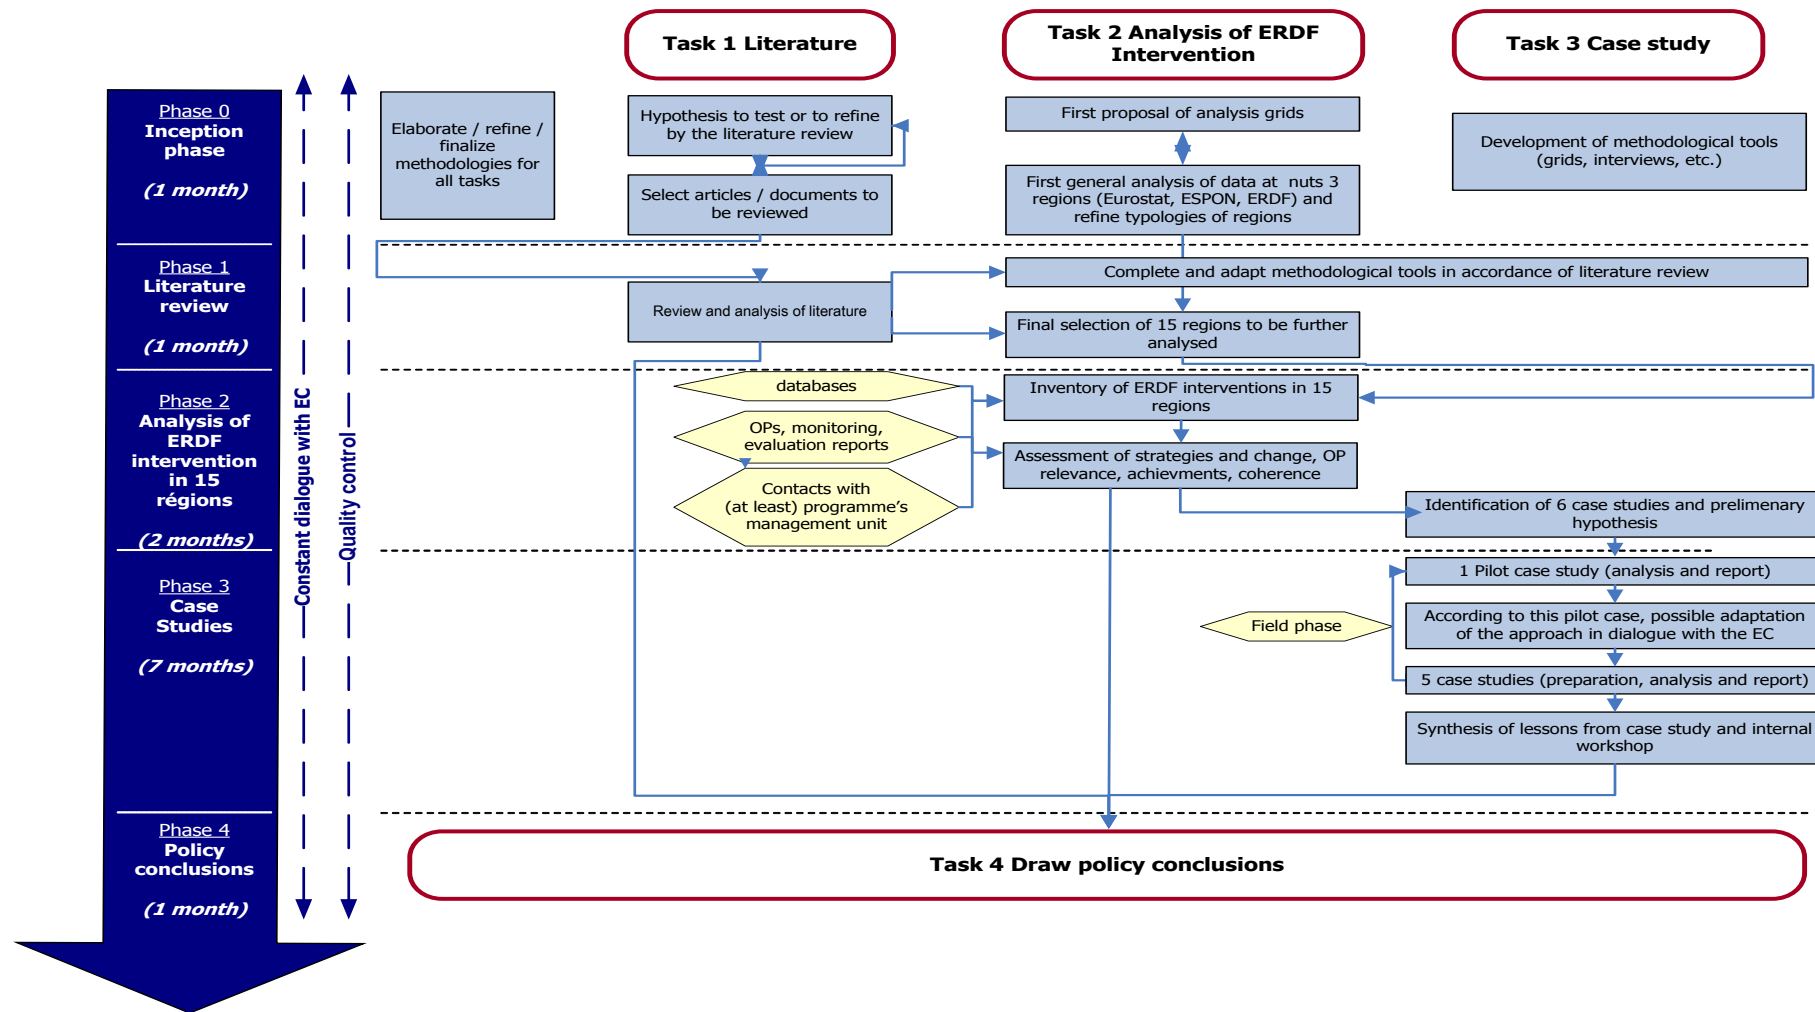 Task 1 Literature
Task 2 Analysis of ERDF
Intervention
Task 3 Case study
Phase 0
Inception
phase
(1 month)
Elaborate / refine /
finalize
methodologies for
all tasks
Hypothesis to test or to refine
by the literature review
Select articles / documents to
be reviewed
First proposal of analysis grids
First general analysis of data at nuts 3
regions (Eurostat, ESPON, ERDF) and
refine typologies of regions
Development of methodological tools
(grids, interviews, etc.)
Phase 1
Literature
review
(1 month)
Review and analysis of literature
Complete and adapt methodological tools in accordance of literature review
Final selection of 15 regions to be further
analysed
Constant dialogue with EC
Quality control
Phase 2
Analysis of
ERDF
intervention
in 15
régions
(2 months)
databases
OPs, monitoring,
evaluation reports
Contacts with
(at least) programme's
management unit
Inventory of ERDF interventions in 15
regions
Assessment of strategies and change, OP
relevance, achievments, coherence
Identification of 6 case studies and prelimenary
hypothesis
Phase 3
Case
Studies
(7 months)
Field phase
1 Pilot case study (analysis and report)
According to this pilot case, possible adaptation
of the approach in dialogue with the EC
5 case studies (preparation, analysis and report)
Synthesis of lessons from case study and internal
workshop
Phase 4
Policy
conclusions
(1 month)
Task 4 Draw policy conclusions